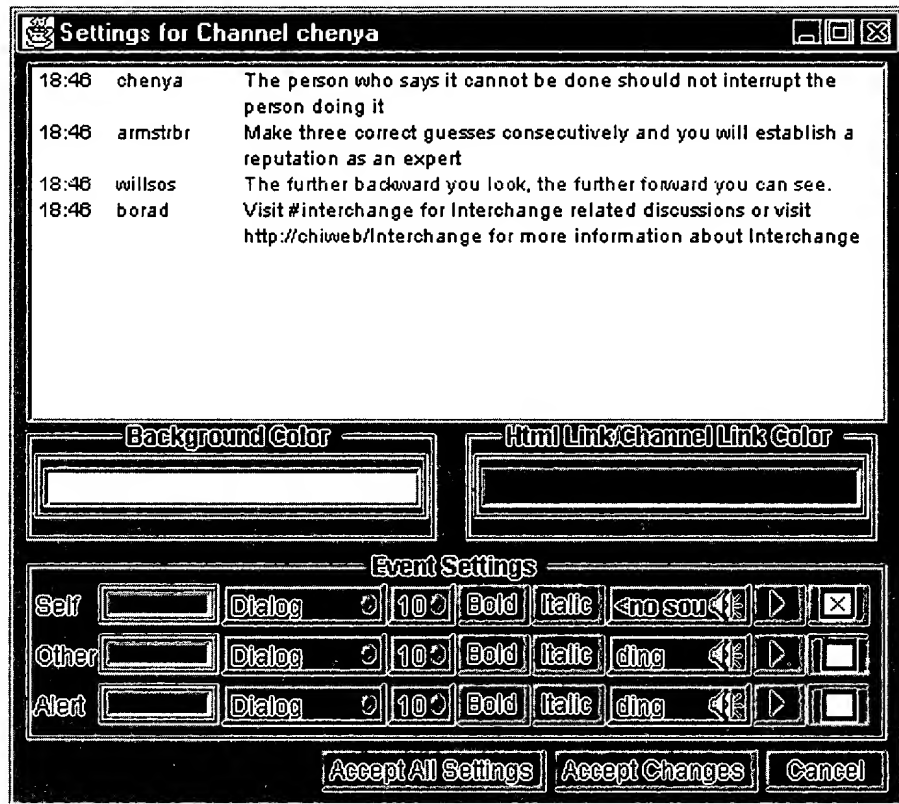 Settings for Channel chenya
18:46 chenya The person who says it cannot be done should not interrupt the
person doing it
18:46 armstrbr Make three correct guesses consecutively and you will establish a
reputation as an expert
18:46 willsos The further backward you look, the further forward you can see.
18:46 borad Visit #interchange for Interchange related discussions or visit
http://chiweb/Interchange for more information about Interchange
Background Color Html Link/Channel Link Color
Event Settings
Self Dialog 10 Bold Italic <no sou
Other Dialog 10 Bold Italic ding
Alert Dialog 10 Bold Italic ding
Accept All Settings Accept Changes Cancel